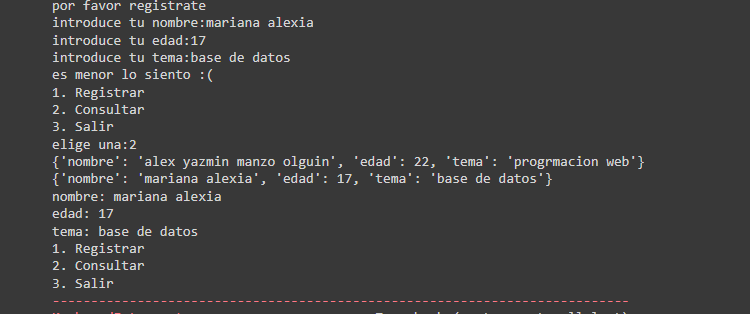 por favor registrate
introduce tu nombre:mariana alexia
introduce tu edad:17
introduce tu tema:base de datos
es menor lo siento :(
1. Registrar
2. Consultar
3. Salir
elige una:2
{'nombre': 'alex yazmin manzo olguin', 'edad': 22, 'tema': 'progrmacion web'}
{'nombre': 'mariana alexia', 'edad': 17, 'tema': 'base de datos'}
nombre: mariana alexia
edad: 17
tema: base de datos
1. Registrar
2. Consultar
3. Salir
---------------------------------------------------------------------------